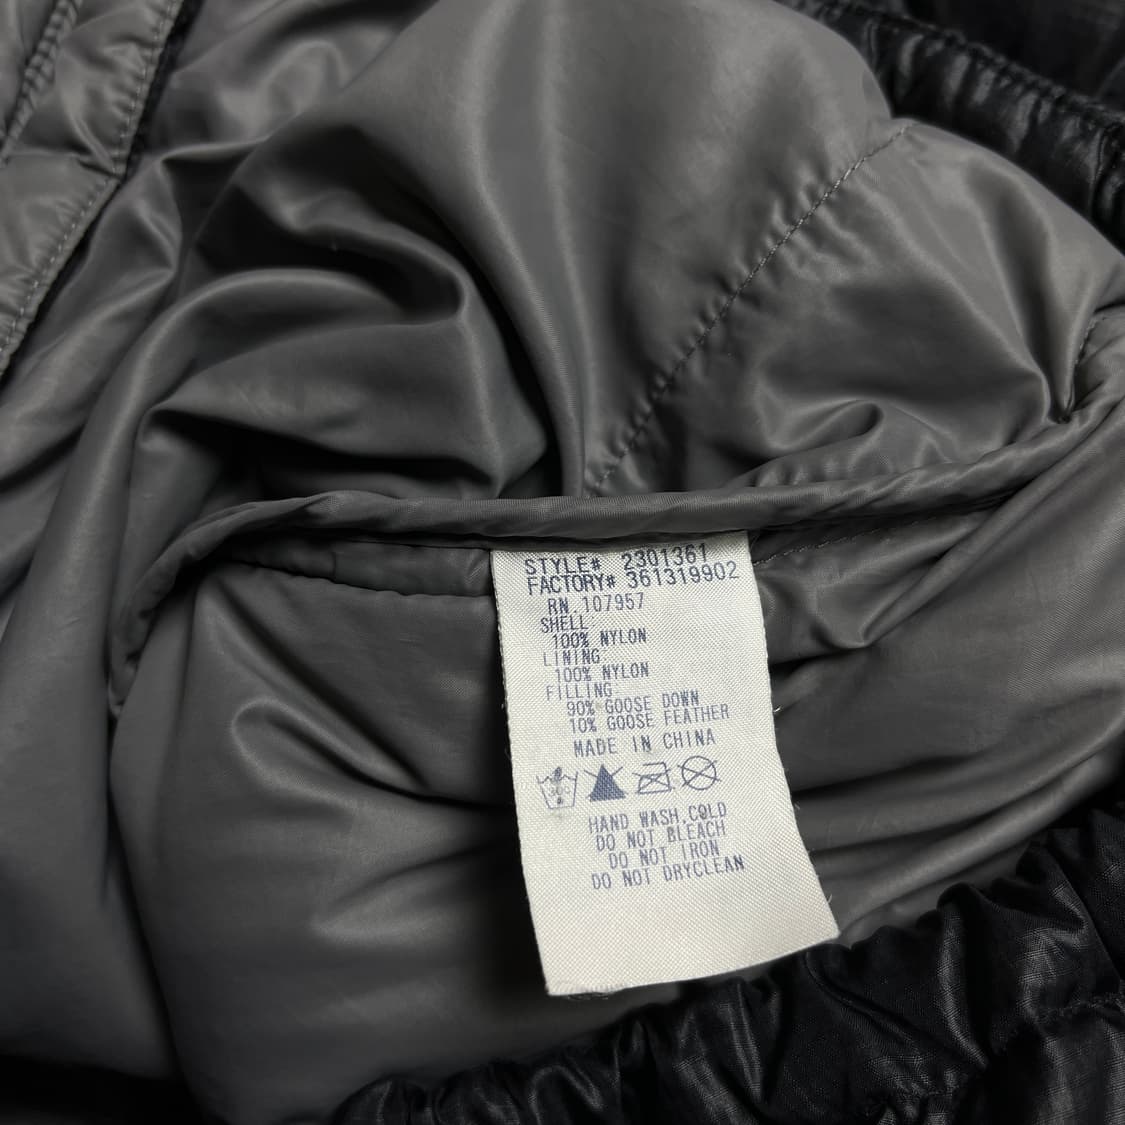 STYLE# 2301361
FACTORY# 361319902
RN.107957
SHELL:
100% NYLON
LINING:
100% NYLON
FILLING:
90% GOOSE DOWN
10% GOOSE FEATHER
MADE IN CHINA
HAND WASH.COLD
DO NOT BLEACH
DO NOT IRON
DO NOT DRYCLEAN